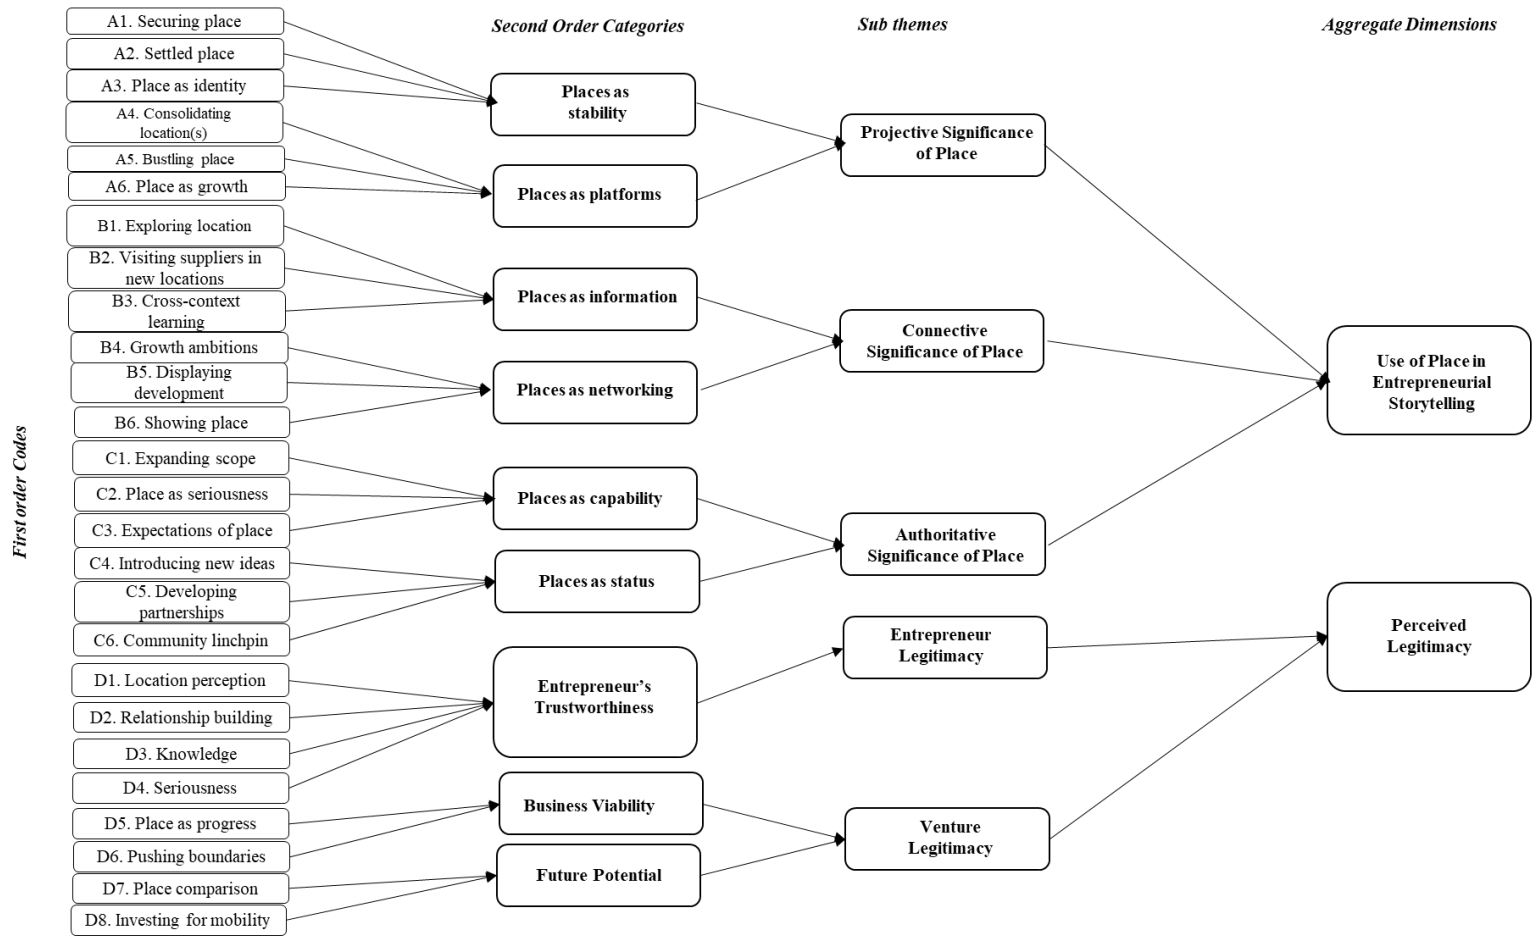 Second Order Categories
Sub themes
Aggregate Dimensions
First order Codes
A1. Securing place
A2. Settled place
A3. Place as identity
A4. Consolidating
location(s)
A5. Bustling place
A6. Place as growth
B1. Exploring location
B2. Visiting suppliers in
new locations
B3. Cross-context
learning
B4. Growth ambitions
B5. Displaying
development
B6. Showing place
C1. Expanding scope
C2. Place as seriousness
C3. Expectations of place
C4. Introducing new ideas
C5. Developing
partnerships
C6. Community linchpin
D1. Location perception
D2. Relationship building
D3. Knowledge
D4. Seriousness
D5. Place as progress
D6. Pushing boundaries
D7. Place comparison
D8. Investing for mobility
Places as
stability
Places as platforms
Places as information
Places as networking
Places as capability
Places as status
Entrepreneur’s
Trustworthiness
Business Viability
Future Potential
Projective Significance
of Place
Connective
Significance of Place
Authoritative
Significance of Place
Entrepreneur
Legitimacy
Venture
Legitimacy
Use of Place in
Entrepreneurial
Storytelling
Perceived
Legitimacy